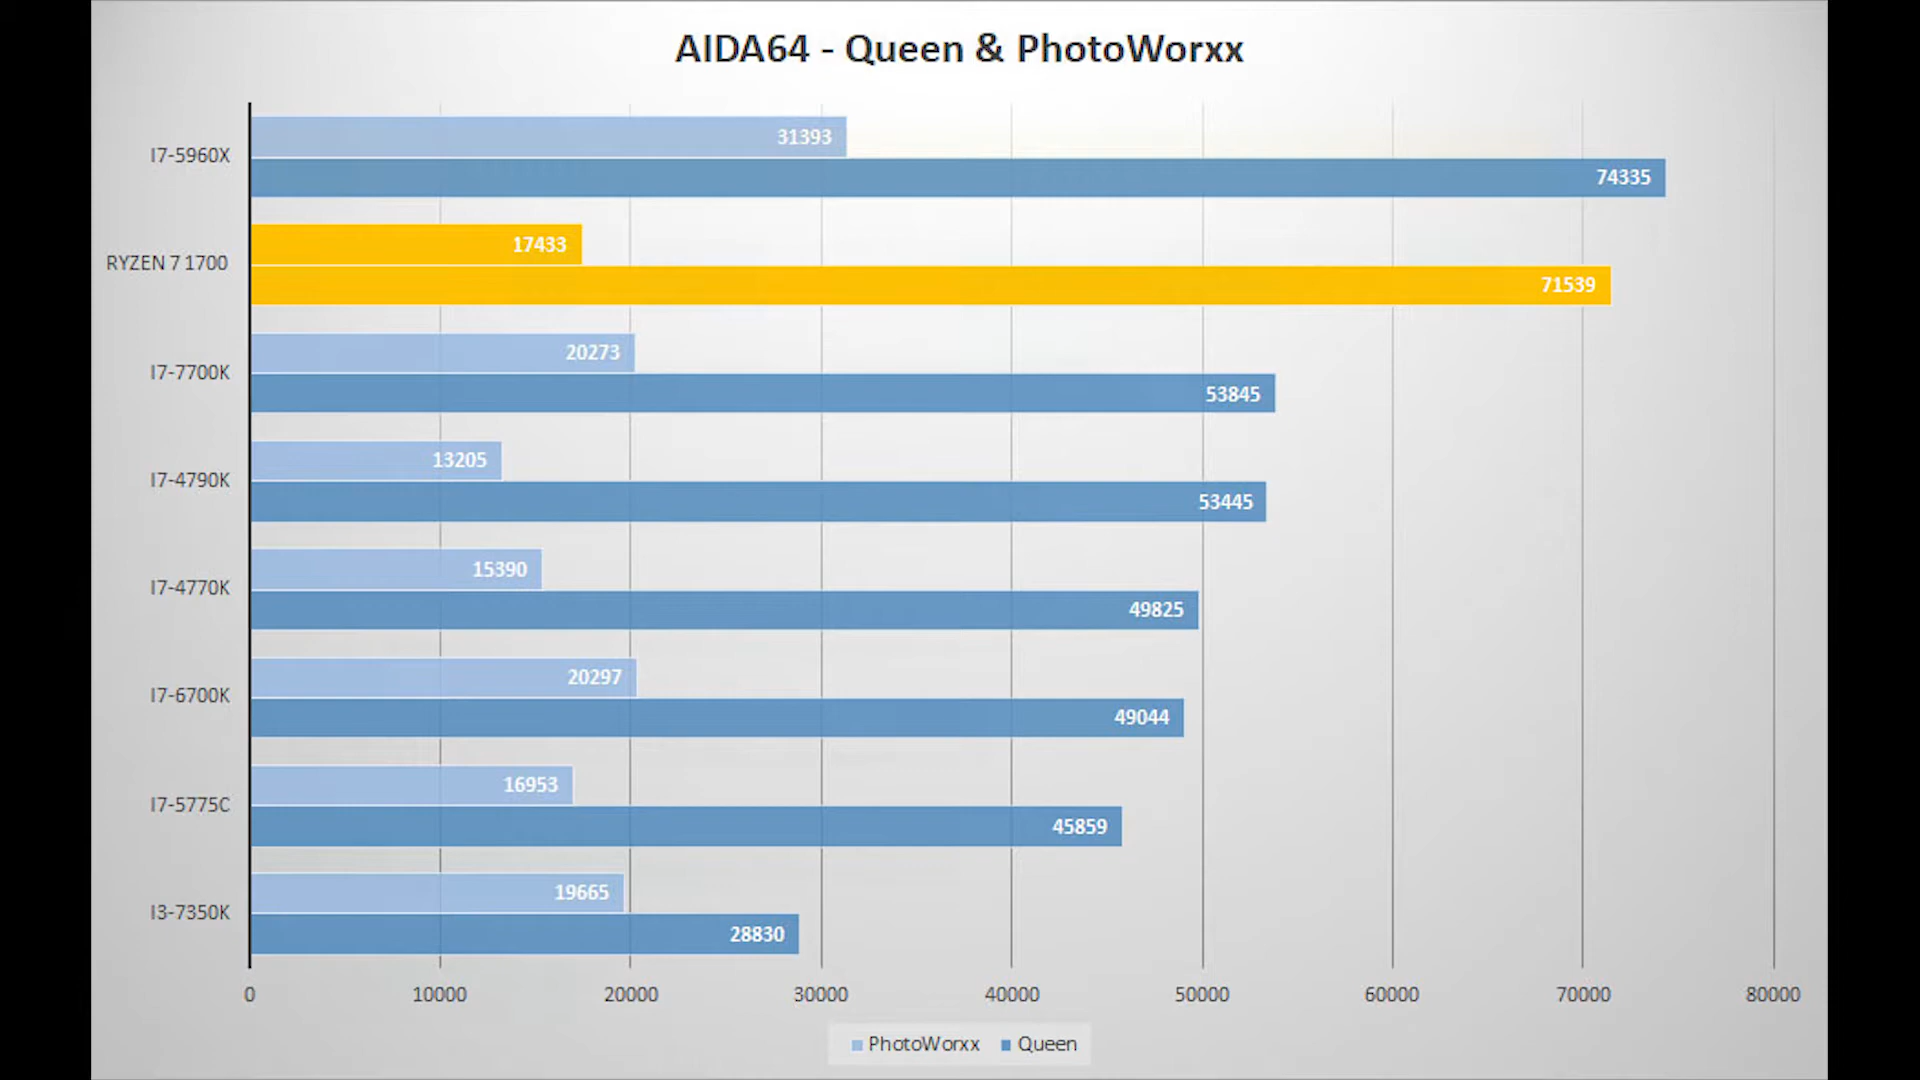 AIDA64 - Queen & PhotoWorxx
31393
I7-5960X
74335
17433
RYZEN 7 1700
71539
20273
I7-7700K
53845
13205
I7-4790K
53445
15390
I7-4770K
49825
20297
I7-6700K
49044
16953
I7-5775C
45859
19665
I3-7350K
28830
0 10000 20000 30000 40000 50000 60000 70000 80000
PhotoWorxx Queen